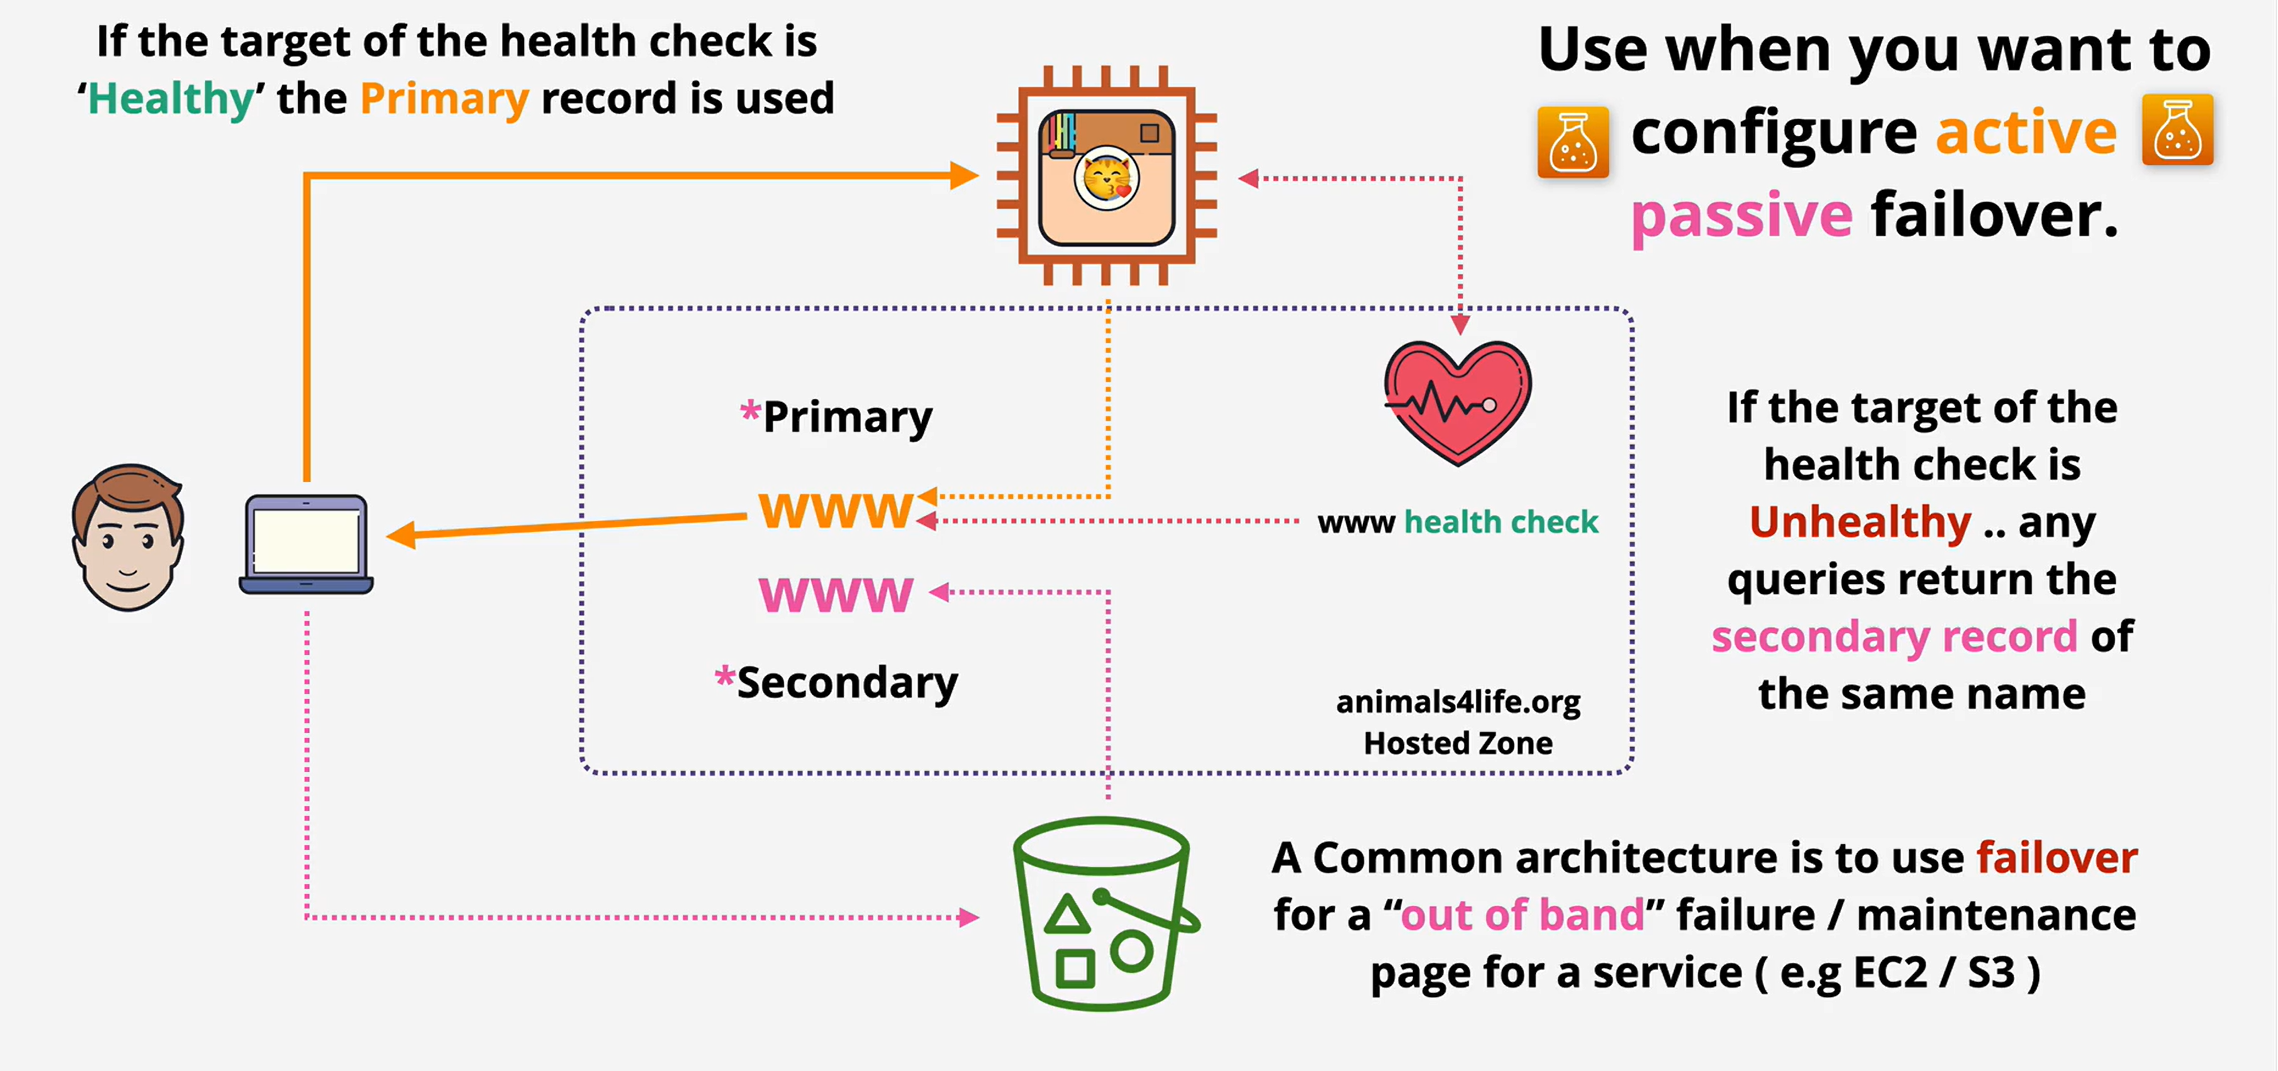 If the target of the health check is
‘Healthy’ the Primary record is used
Use when you want to
configure active
passive failover.
*Primary
www
www health check
www
*Secondary
animals4life.org
Hosted Zone
If the target of the
health check is
Unhealthy .. any
queries return the
secondary record of
the same name
A Common architecture is to use failover
for a “out of band” failure / maintenance
page for a service ( e.g EC2 / S3 )